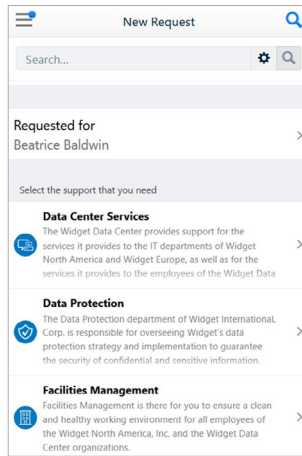 New Request
Search...
Requested for
Beatrice Baldwin
Select the support that you need
Data Center Services
The Widget Data Center provides support for the
services it provides to the IT departments of Widget
North America and Widget Europe, as well as for the
services it provides to the employees of the Widget Data
Data Protection
The Data Protection department of Widget International,
Corp. is responsible for overseeing Widget's data
protection strategy and implementation to guarantee
the security of confidential and sensitive information.
Facilities Management
Facilities Management is there for you to ensure a clean
and healthy working environment for all employees of
the Widget North America, Inc. and the Widget Data
Center organizations.